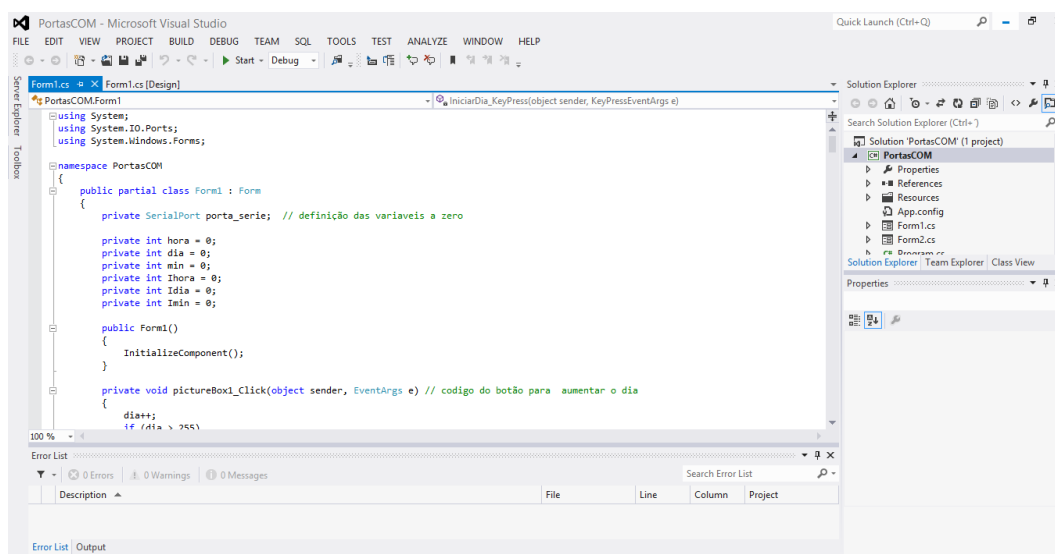 PortasCOM - Microsoft Visual Studio
Quick Launch (Ctrl+Q)
FILE EDIT VIEW PROJECT BUILD DEBUG TEAM SQL TOOLS TEST ANALYZE WINDOW HELP
Start - Debug
Server Explorer
Toolbox
Form1.cs Form1.cs [Design]
PortasCOM.Form1
IniciarDia_KeyPress(object sender, KeyPressEventArgs e)
using System;
using System.IO.Ports;
using System.Windows.Forms;
namespace PortasCOM
{
public partial class Form1 : Form
{
private SerialPort porta_serie; // definição das variaveis a zero
private int hora = 0;
private int dia = 0;
private int min = 0;
private int Ihora = 0;
private int Idia = 0;
private int Imin = 0;
public Form1()
{
InitializeComponent();
}
private void pictureBox1_Click(object sender, EventArgs e) // codigo do botão para aumentar o dia
{
dia++;
if (dia > 255)
100 %
Error List
0 Errors 0 Warnings 0 Messages
Search Error List
Description File Line Column Project
Error List Output
Solution Explorer
Search Solution Explorer (Ctrl+´)
Solution 'PortasCOM' (1 project)
PortasCOM
Properties
References
Resources
App.config
Form1.cs
Form2.cs
Program.cs
Solution Explorer Team Explorer Class View
Properties